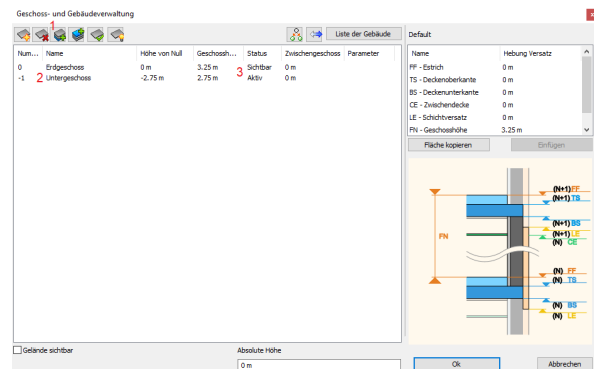 Geschoss- und Gebäudeverwaltung
x
1
Liste der Gebäude
Num... Name Höhe von Null Geschossh... Status Zwischengeschoss Parameter
0 Erdgeschoss 0 m 3.25 m Sichtbar 0 m
-1 2 Untergeschoss -2.75 m 2.75 m 3 Aktiv 0 m
Default
Name Hebung Versatz
FF - Estrich 0 m
TS - Deckenoberkante 0 m
BS - Deckenunterkante 0 m
CE - Zwischendecke 0 m
LE - Schichtversatz 0 m
FN - Geschosshöhe 3.25 m
Fläche kopieren Einfügen
(N+1) FF
(N+1) TS
(N+1) BS
(N+1) LE
(N) CE
FN
(N) FF
(N) TS
(N) BS
(N) LE
Gelände sichtbar
Absolute Höhe
0 m
Ok Abbrechen